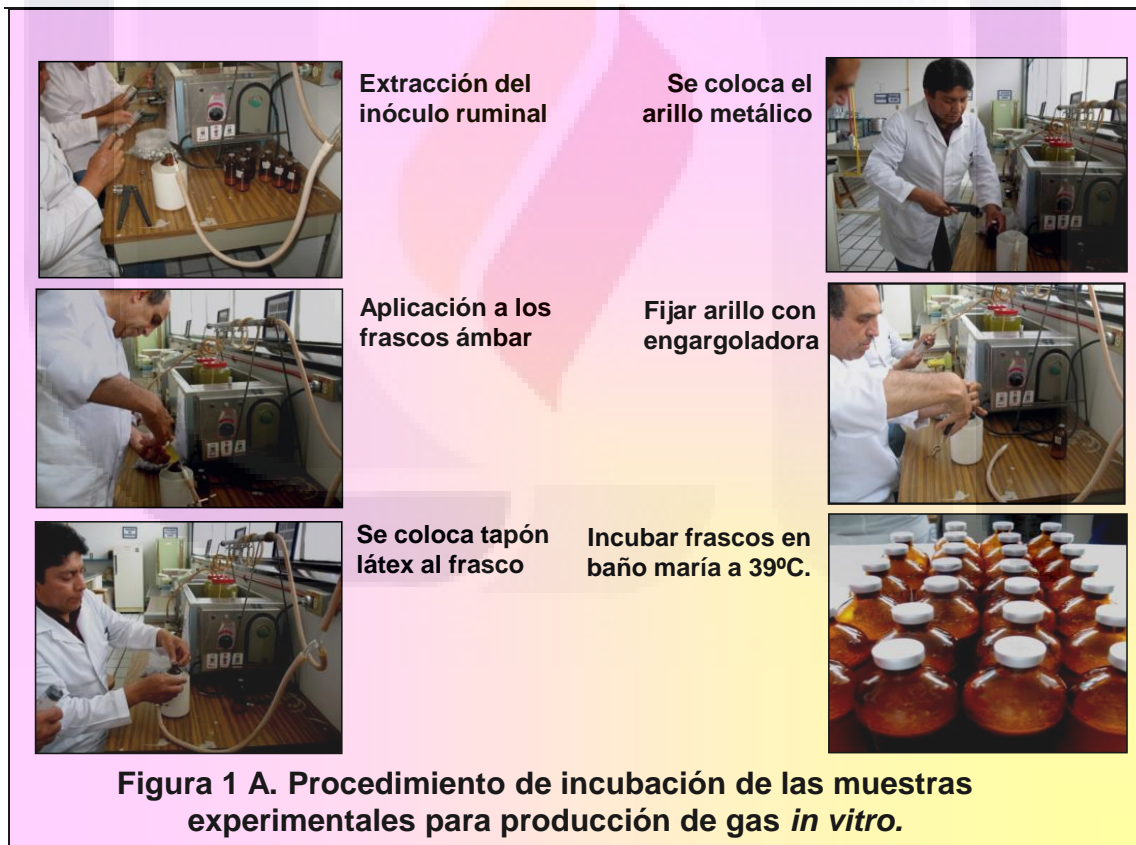 Extracción del
inóculo ruminal
Aplicación a los
frascos ámbar
Se coloca tapón
látex al frasco
Se coloca el
arillo metálico
Fijar arillo con
engargoladora
Incubar frascos en
baño maría a 39ºC.
Figura 1 A. Procedimiento de incubación de las muestras
experimentales para producción de gas in vitro.